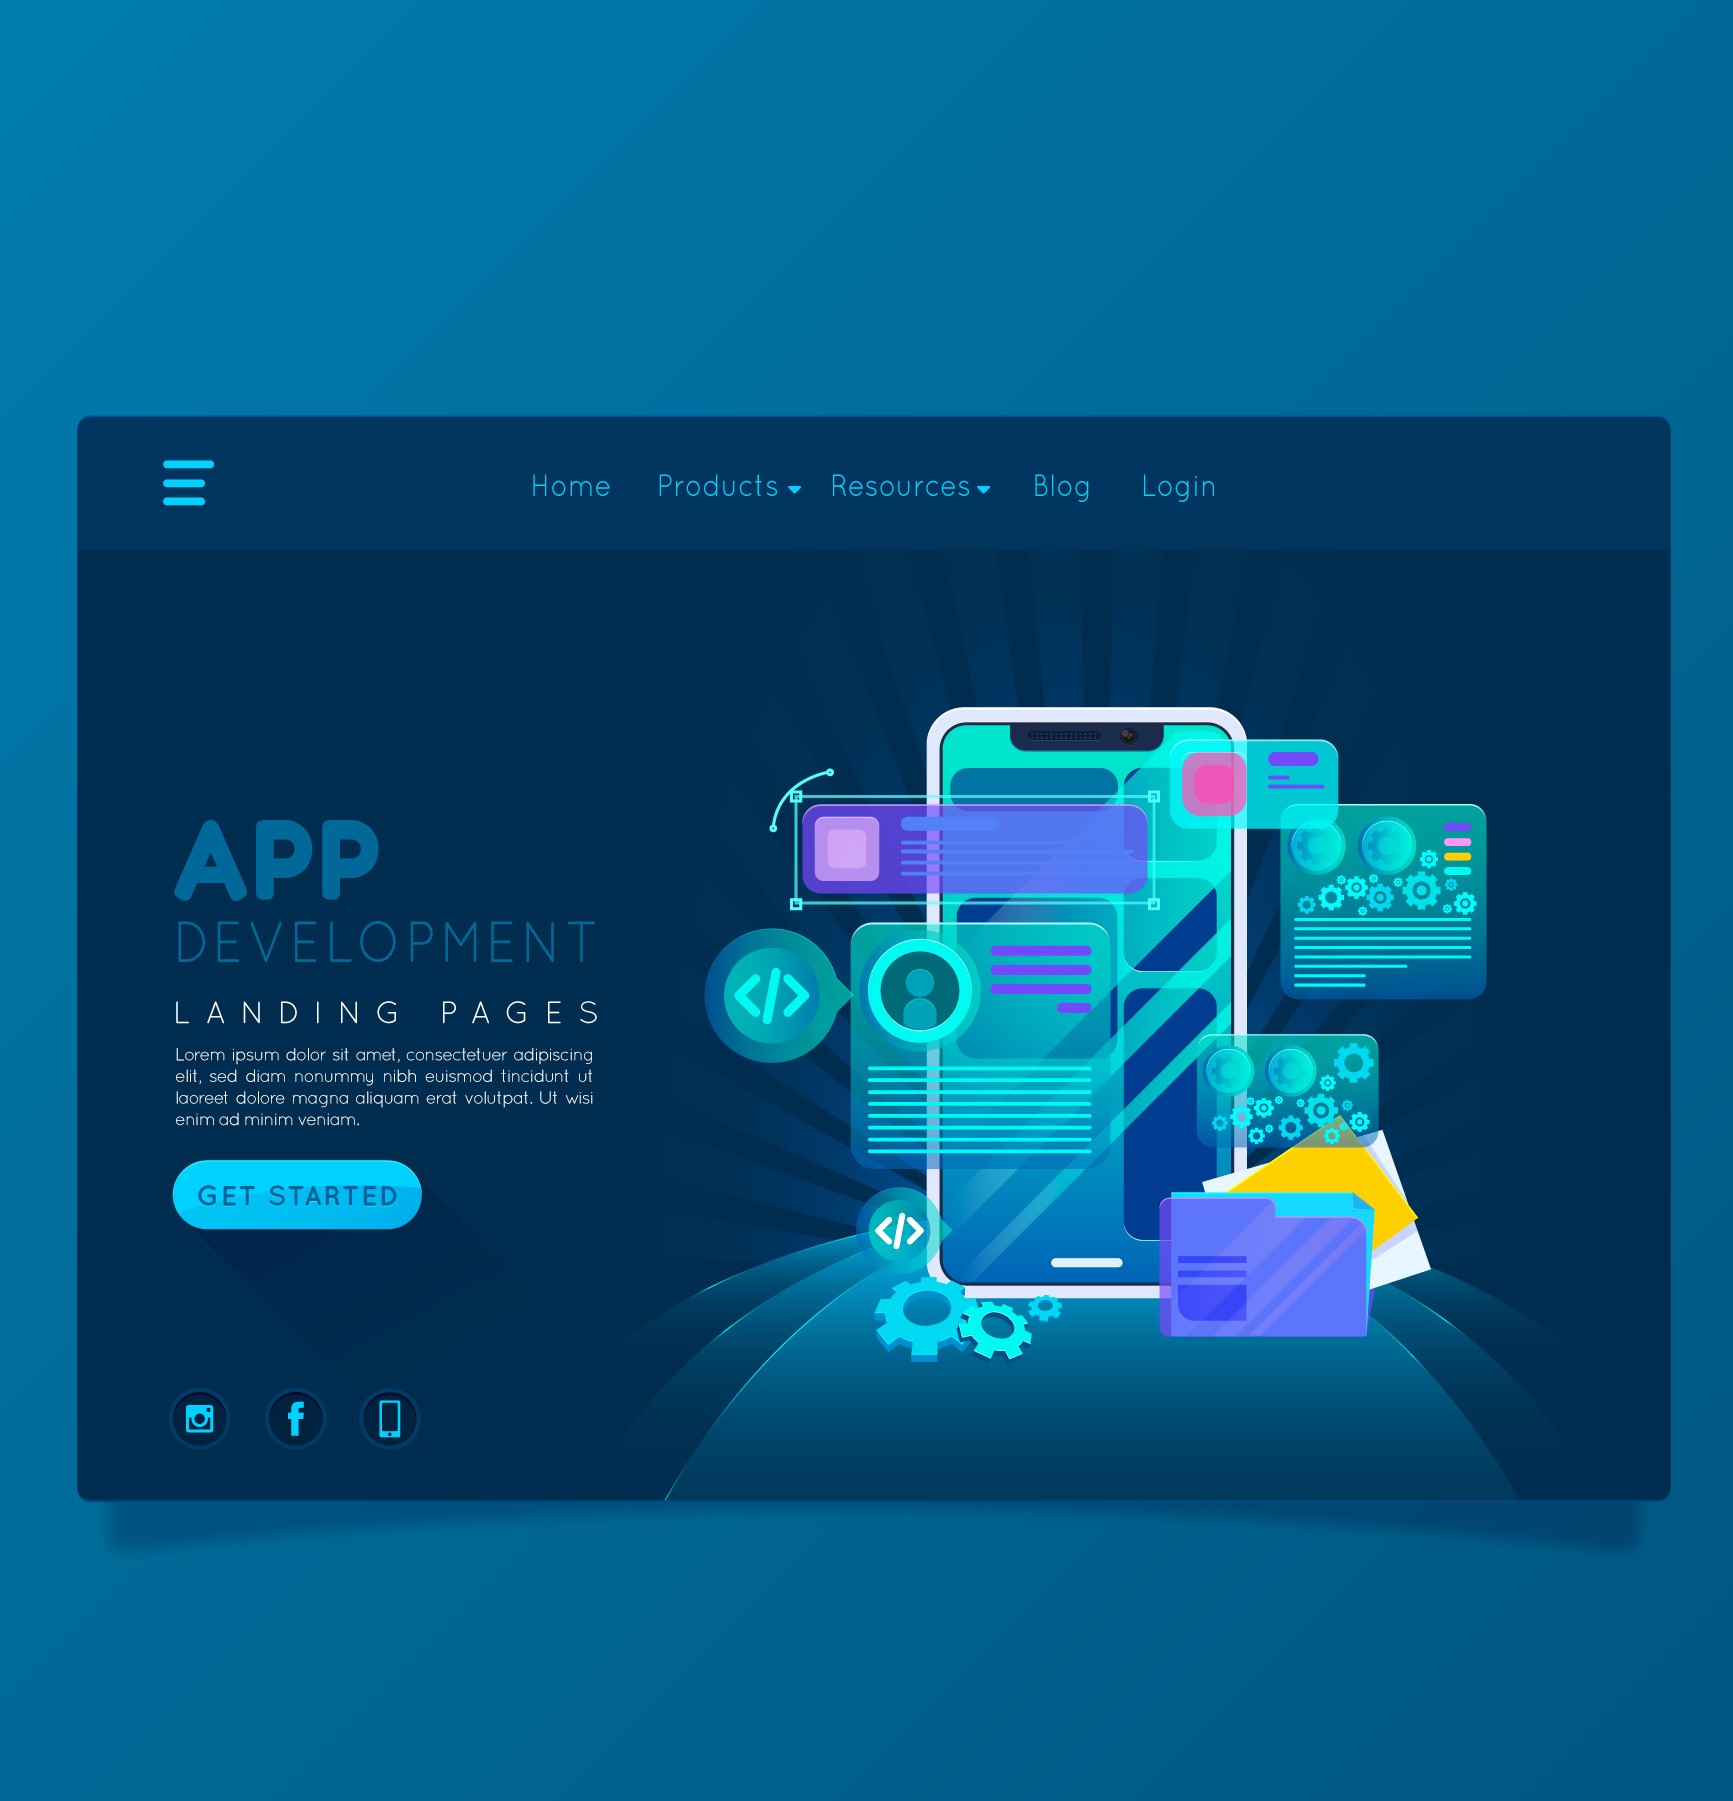 Home Products Resources Blog Login
APP
DEVELOPMENT
LANDING PAGES
Lorem ipsum dolor sit amet, consectetuer adipiscing
elit, sed diam nonummy nibh euismod tincidunt ut
laoreet dolore magna aliquam erat volutpat. Ut wisi
enim ad minim veniam.
GET STARTED